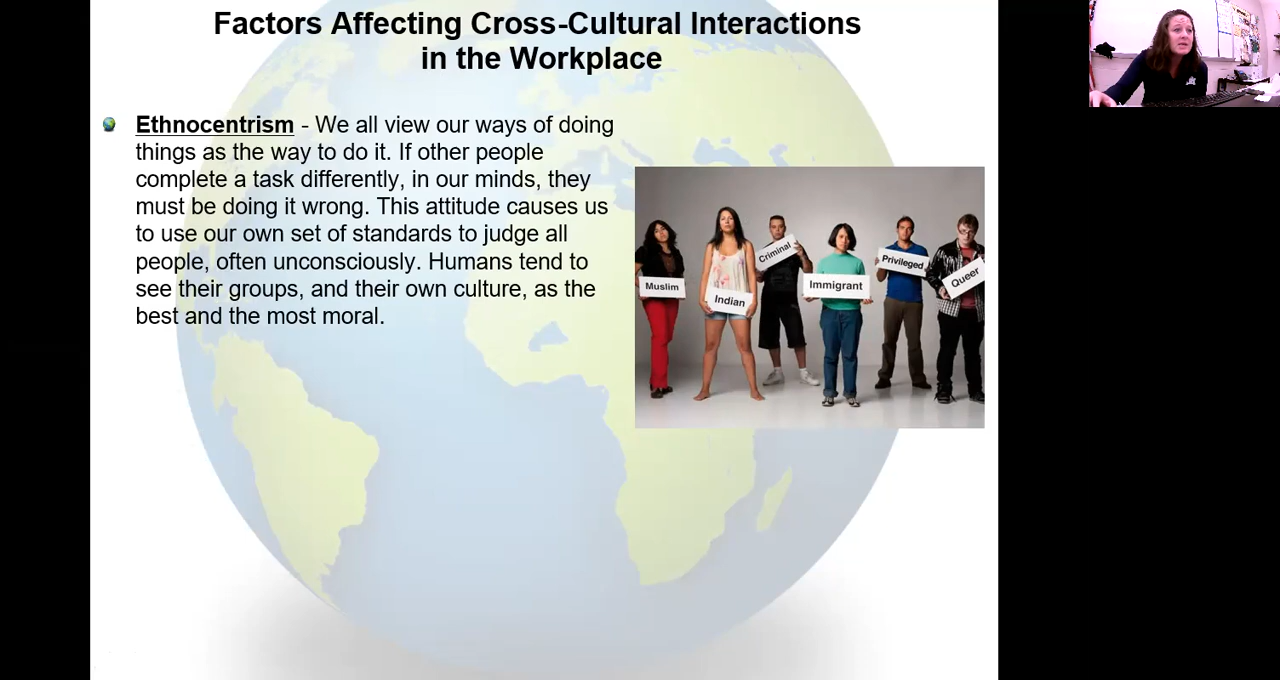 Factors Affecting Cross-Cultural Interactions
in the Workplace
Ethnocentrism - We all view our ways of doing
things as the way to do it. If other people
complete a task differently, in our minds, they
must be doing it wrong. This attitude causes us
to use our own set of standards to judge all
people, often unconsciously. Humans tend to
see their groups, and their own culture, as the
best and the most moral.
Muslim
Indian
Criminal
Immigrant
Privileged
Queer